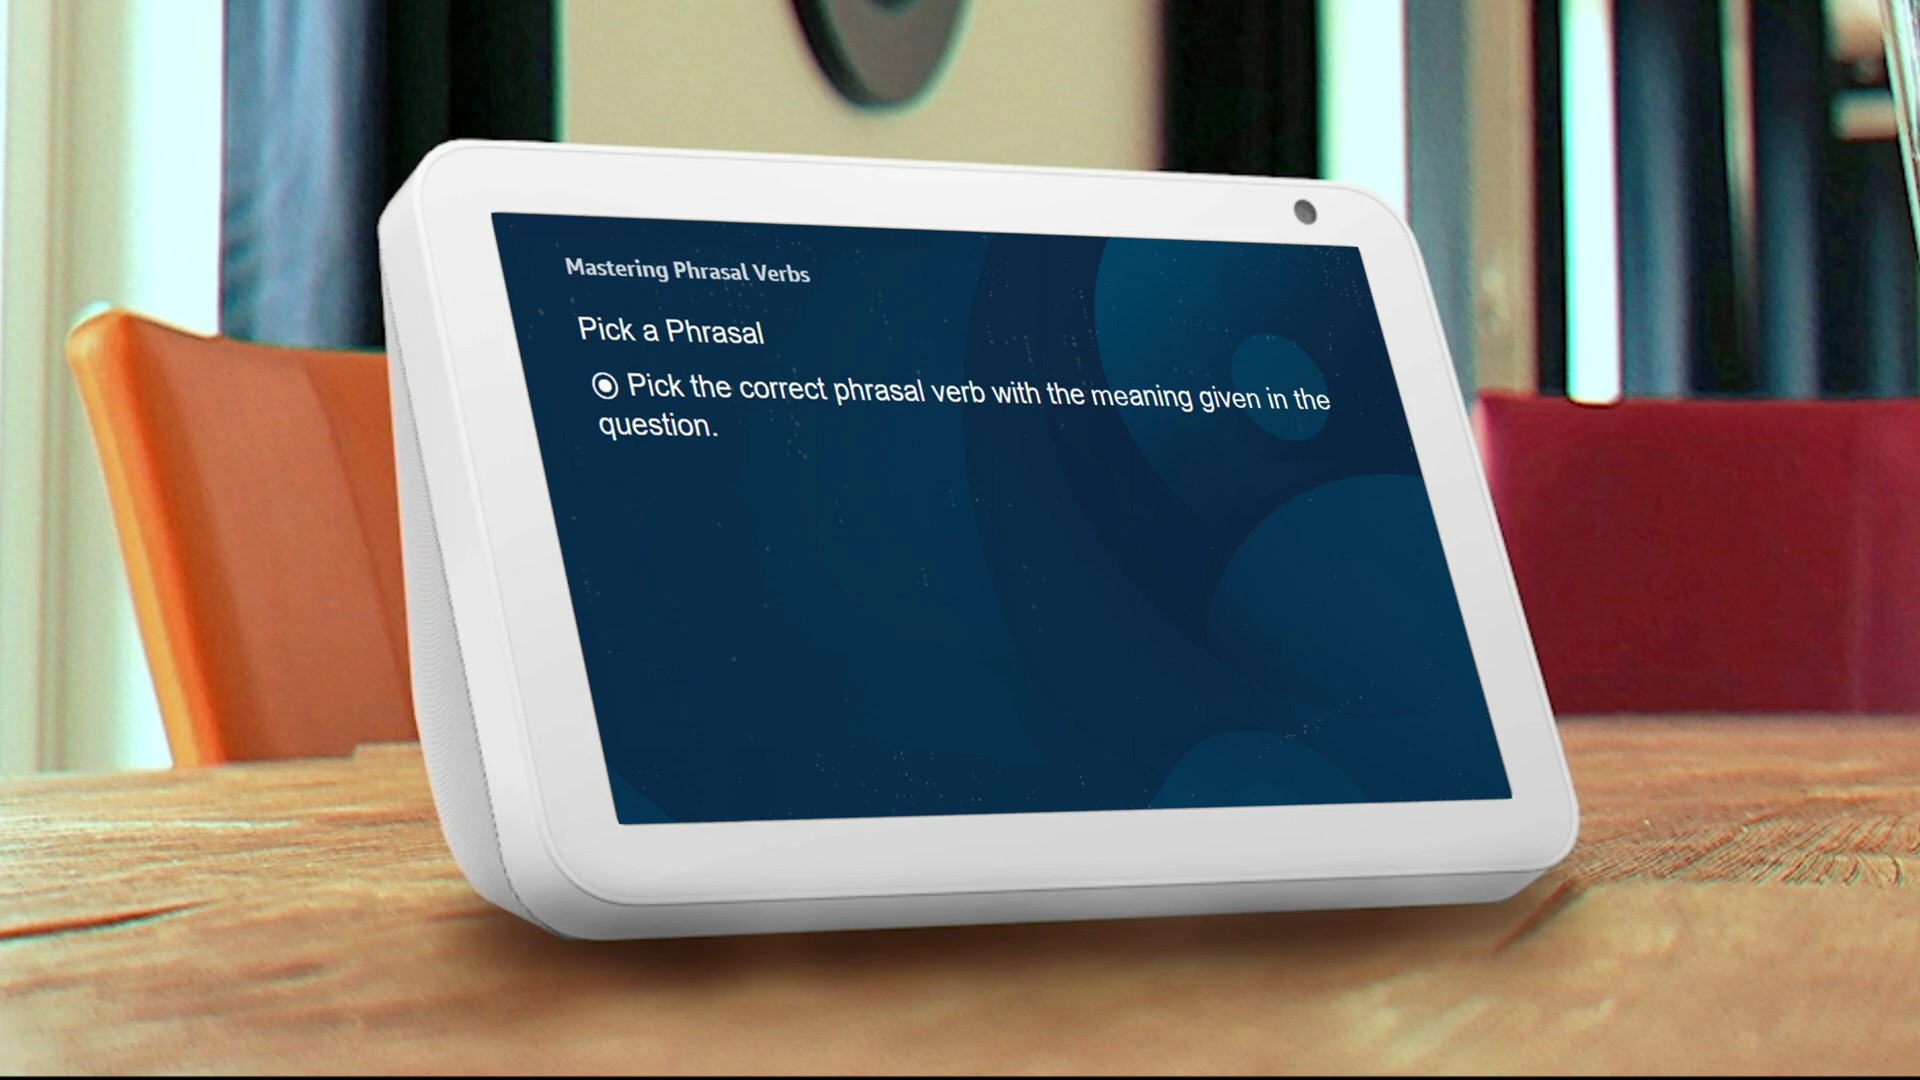 Mastering Phrasal Verbs
Pick a Phrasal
Pick the correct phrasal verb with the meaning given in the
question.